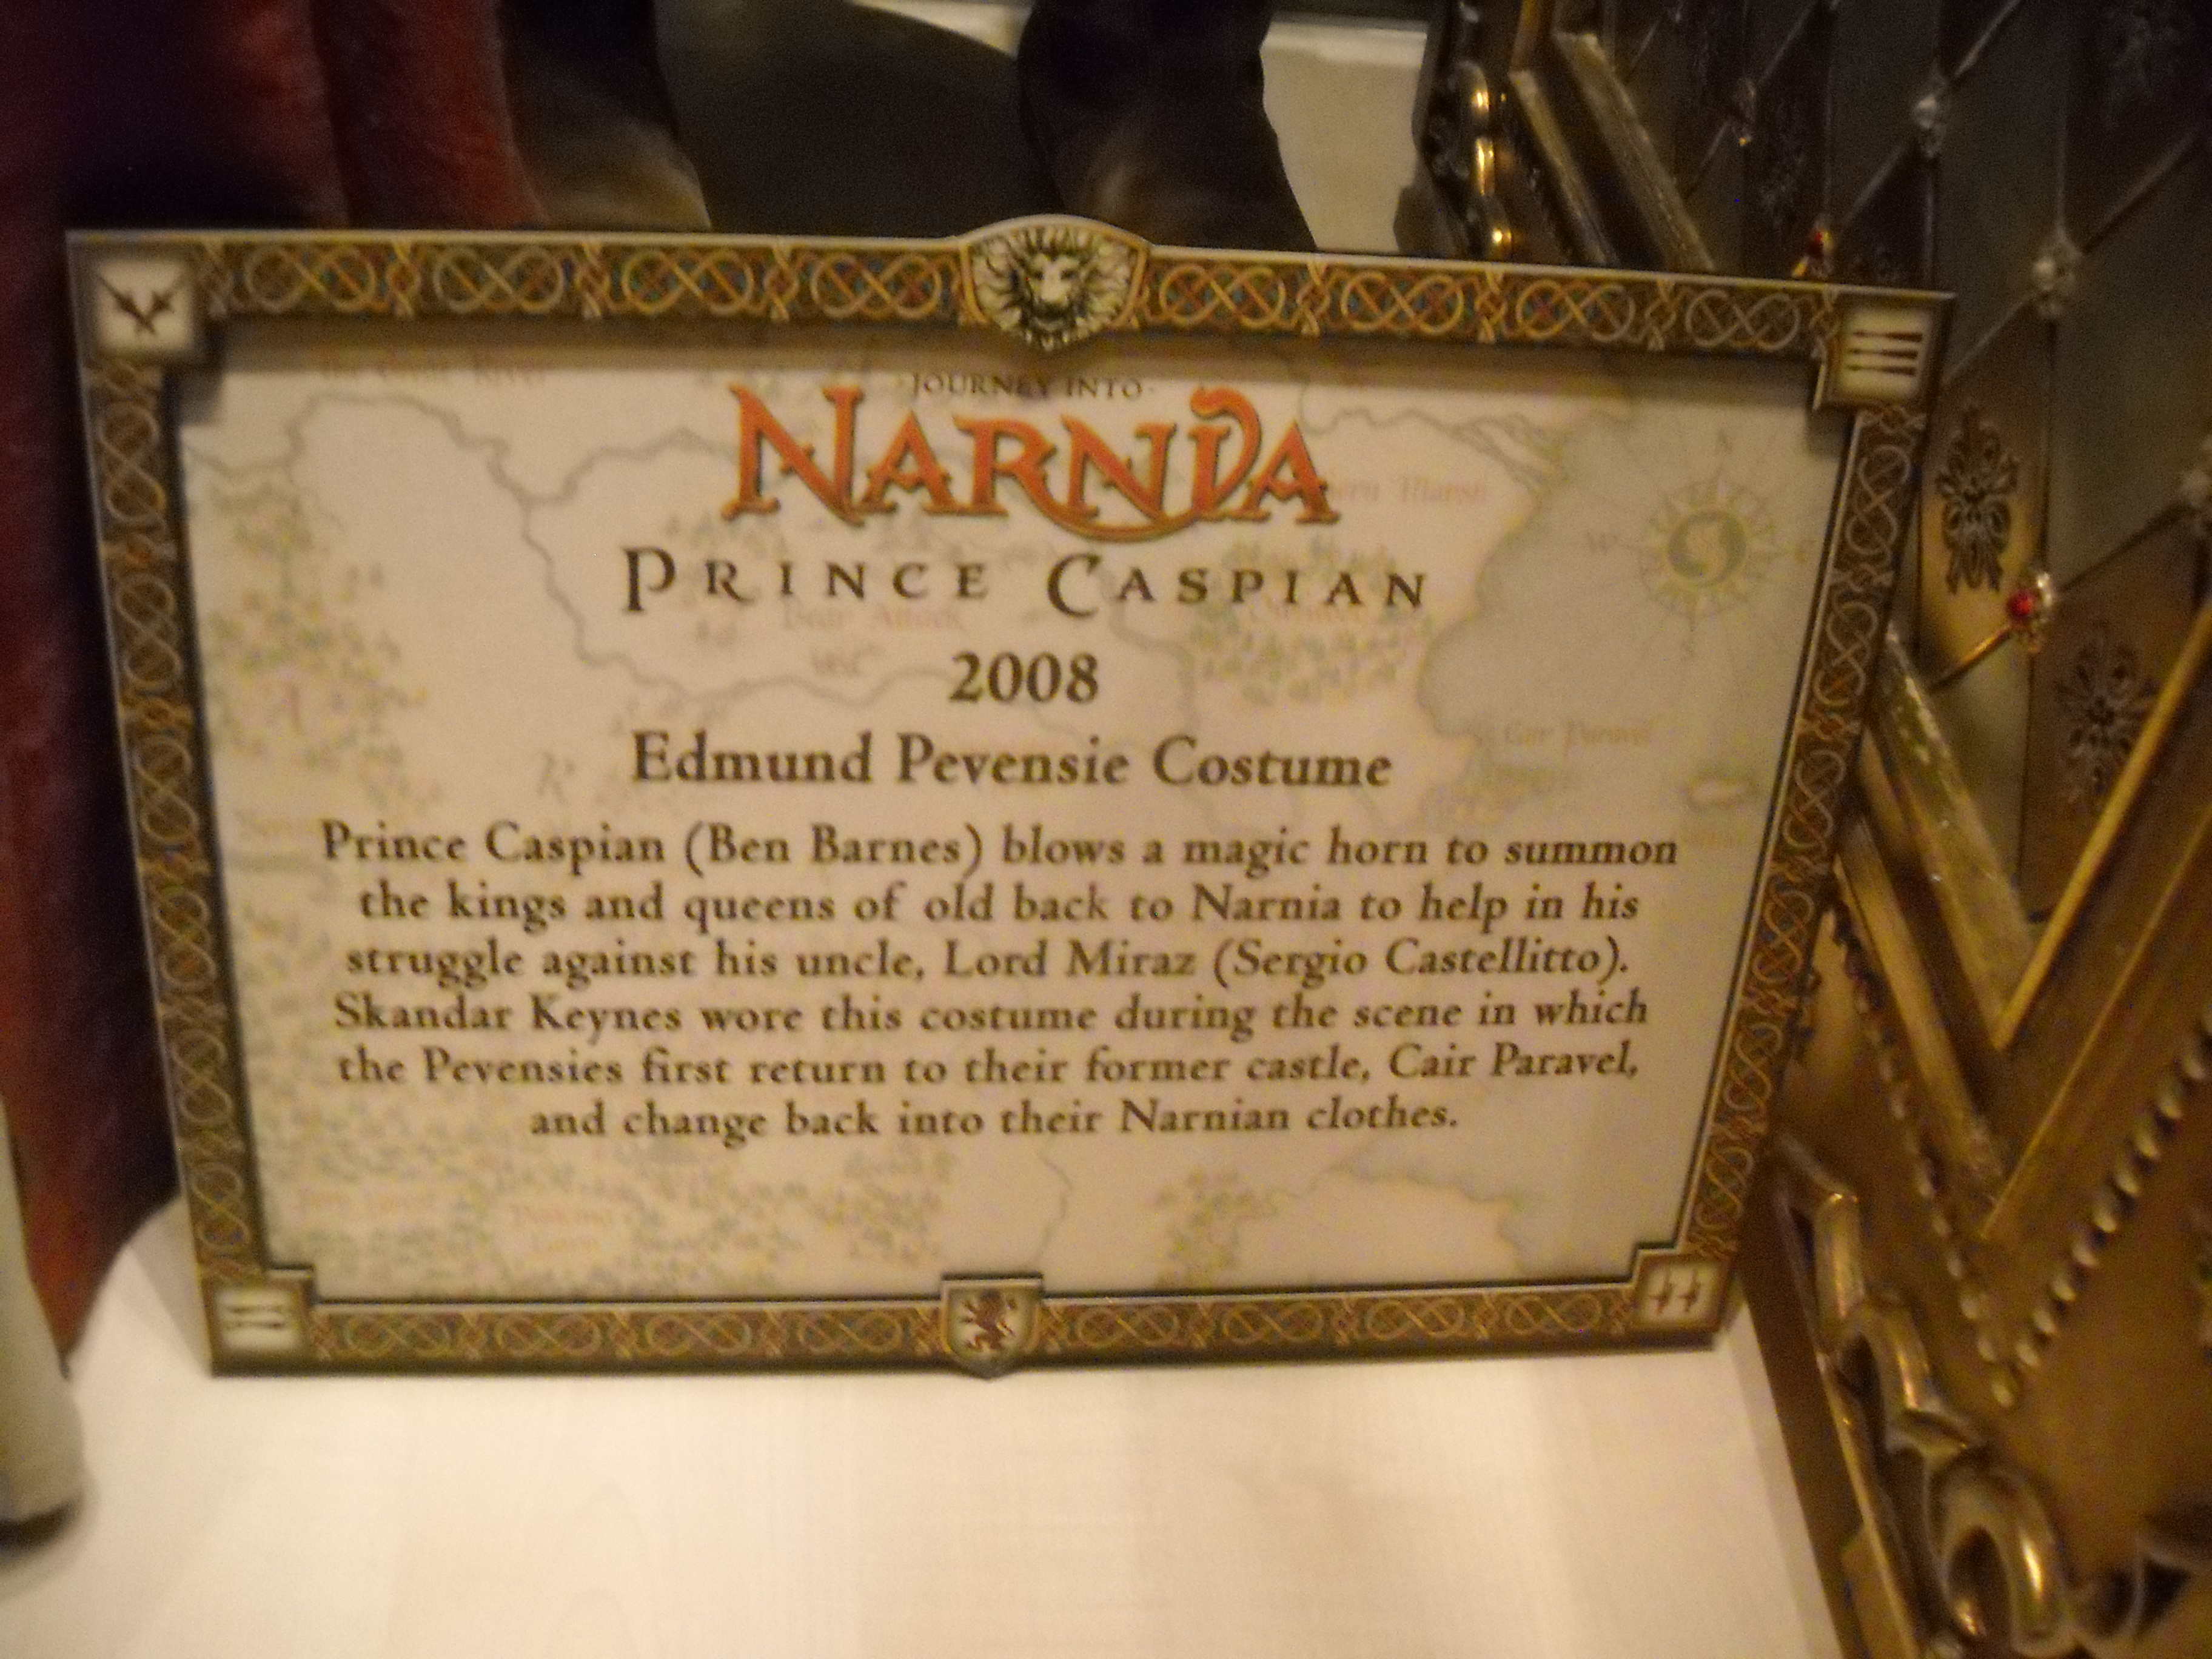 JOURNEY INTO
NARNIA
PRINCE CASPIAN
2008
Edmund Pevensie Costume
Prince Caspian (Ben Barnes) blows a magic horn to summon
the kings and queens of old back to Narnia to help in his
struggle against his uncle, Lord Miraz (Sergio Castellitto).
Skandar Keynes wore this costume during the scene in which
the Pevensies first return to their former castle, Cair Paravel,
and change back into their Narnian clothes.